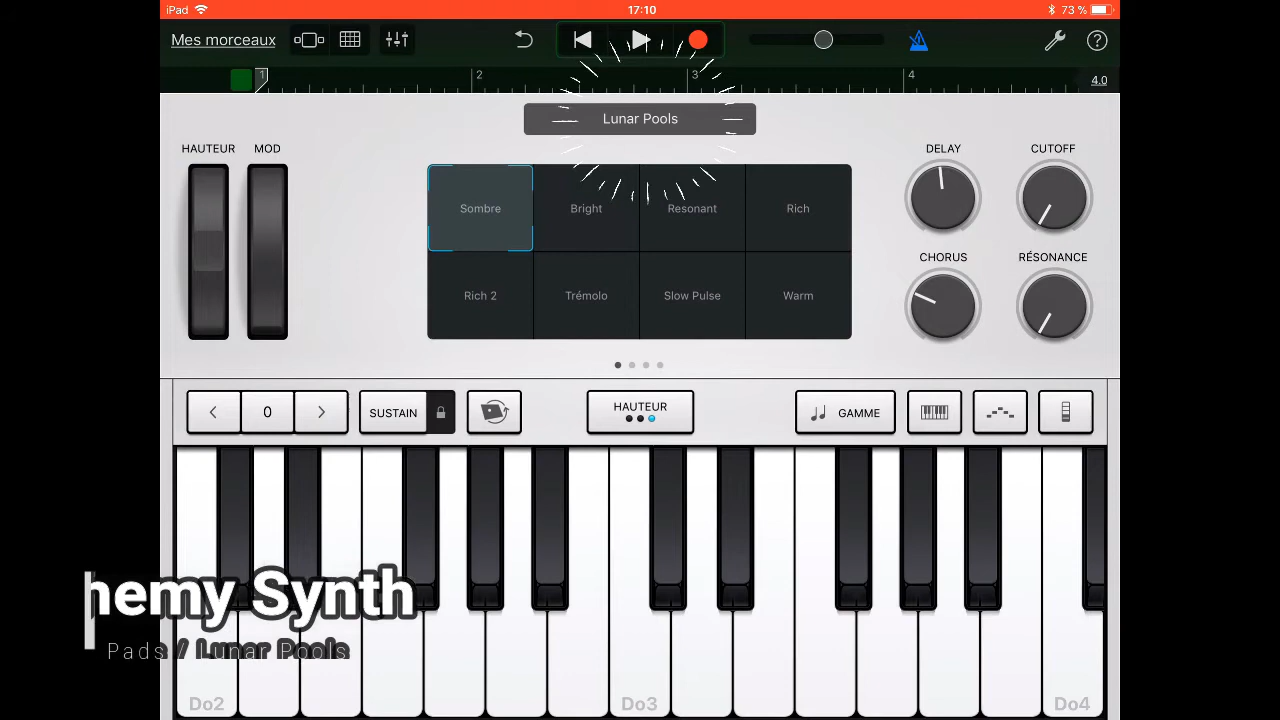 iPad 17:10 73 %
Mes morceaux
1 2 3 4 4.0
Lunar Pools
HAUTEUR MOD DELAY CUTOFF
Sombre Bright Resonant Rich
CHORUS RÉSONANCE
Rich 2 Trémolo Slow Pulse Warm
0 SUSTAIN HAUTEUR GAMME
hemy Synth
Pads / Lunar Pools
Do2 Do3 Do4